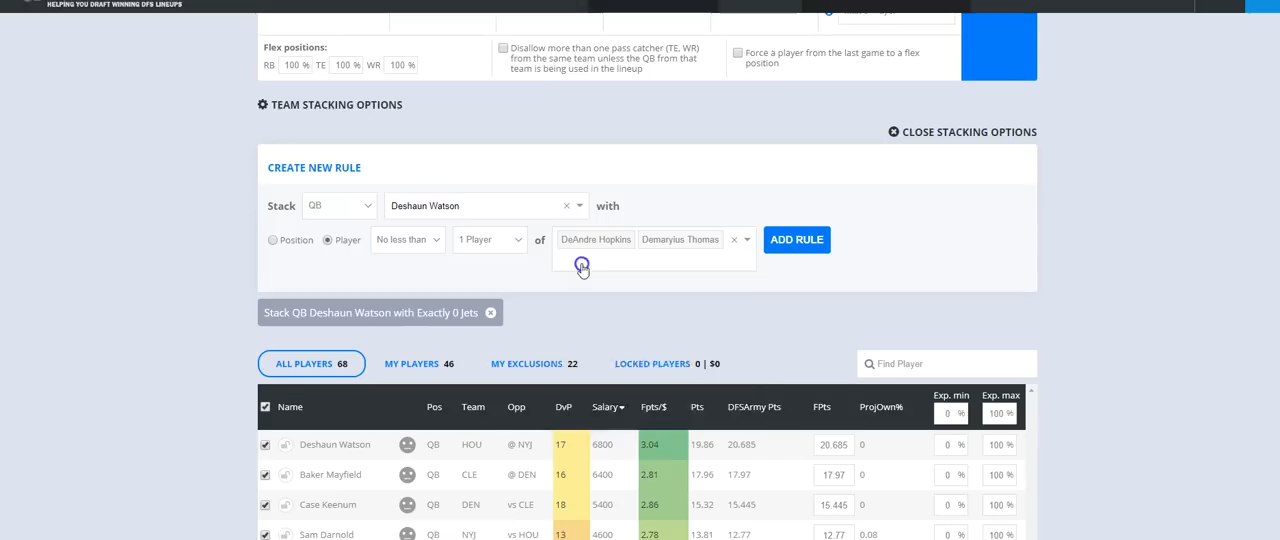 HELPING YOU DRAFT WINNING DFS LINEUPS
Flex positions:
RB 100 % TE 100 % WR 100 %
Disallow more than one pass catcher (TE, WR)
from the same team unless the QB from that
team is being used in the lineup
Force a player from the last game to a flex
position
TEAM STACKING OPTIONS
CLOSE STACKING OPTIONS
CREATE NEW RULE
Stack QB Deshaun Watson × with
Position Player No less than 1 Player of DeAndre Hopkins Demaryius Thomas × ADD RULE
Stack QB Deshaun Watson with Exactly 0 Jets
ALL PLAYERS 68 MY PLAYERS 46 MY EXCLUSIONS 22 LOCKED PLAYERS 0 | $0 Find Player
Name Pos Team Opp DvP Salary Fpts/$ Pts DFSArmy Pts FPts ProjOwn% Exp. min 0 % Exp. max 100 %
Deshaun Watson QB HOU @ NYJ 17 6800 3.04 19.86 20.685 20.685 0 0 % 100 %
Baker Mayfield QB CLE @ DEN 16 6400 2.81 17.96 17.97 17.97 0 0 % 100 %
Case Keenum QB DEN vs CLE 18 5400 2.86 15.32 15.445 15.445 0 0 % 100 %
Sam Darnold QB NYJ vs HOU 13 4600 2.78 13.81 12.77 12.77 0.08 0 % 100 %